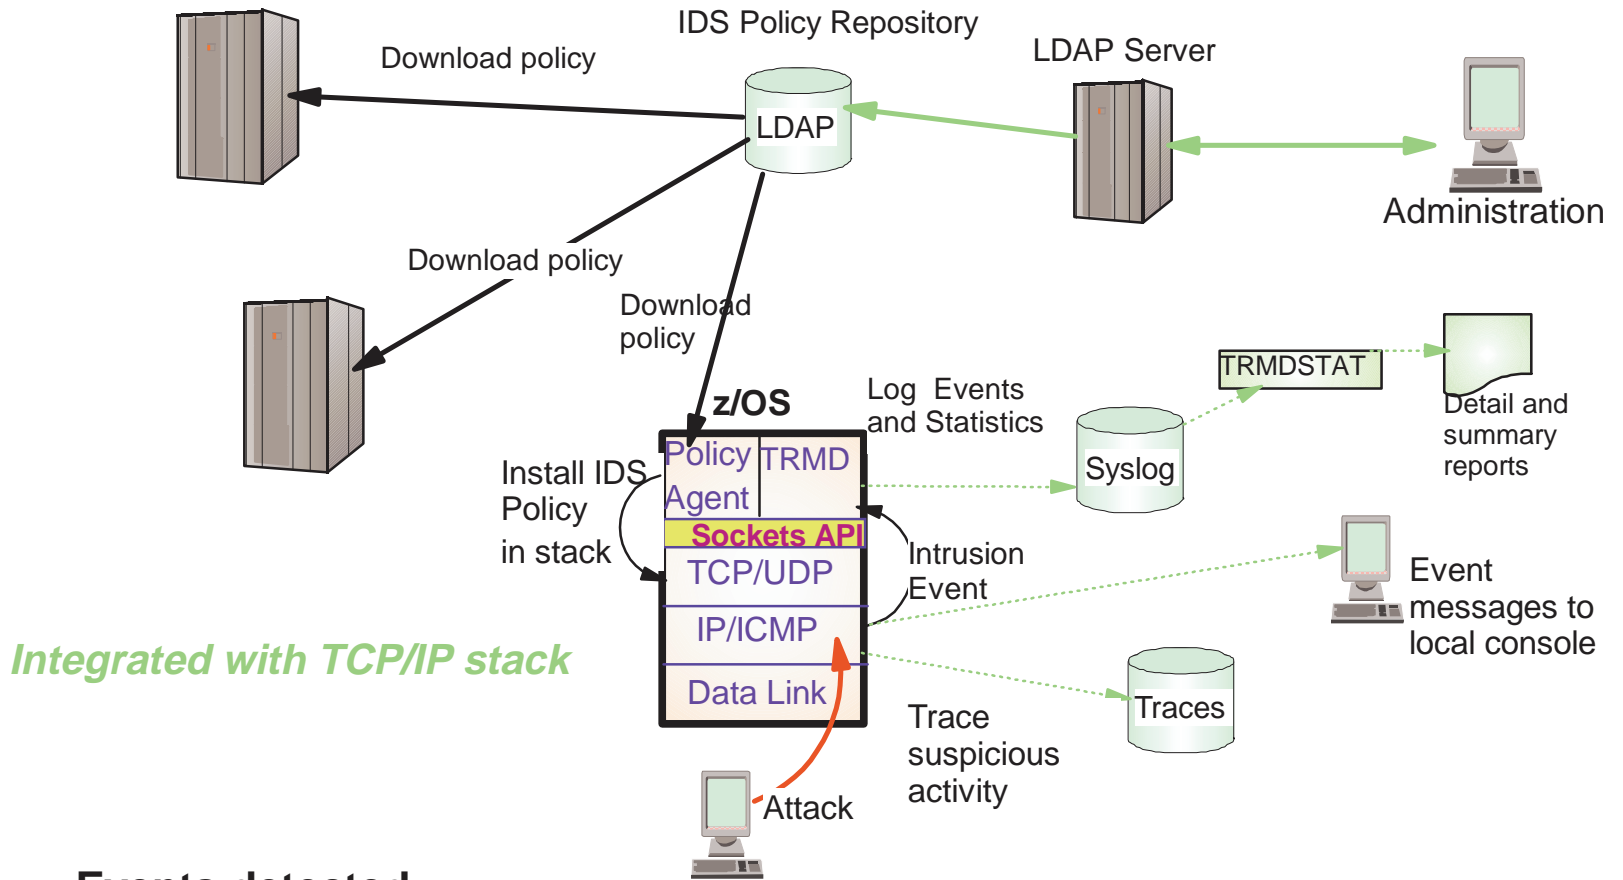 IDS Policy Repository
LDAP Server
Download policy
LDAP
Administration
Download policy
Download
policy
z/OS
Log Events
and Statistics
TRMDSTAT
Detail and
summary
reports
Policy
Agent
TRMD
Syslog
Install IDS
Policy
in stack
Sockets API
TCP/UDP
Intrusion
Event
IP/ICMP
Event
messages to
local console
Integrated with TCP/IP stack
Data Link
Traces
Trace
suspicious
activity
Attack
Events detected